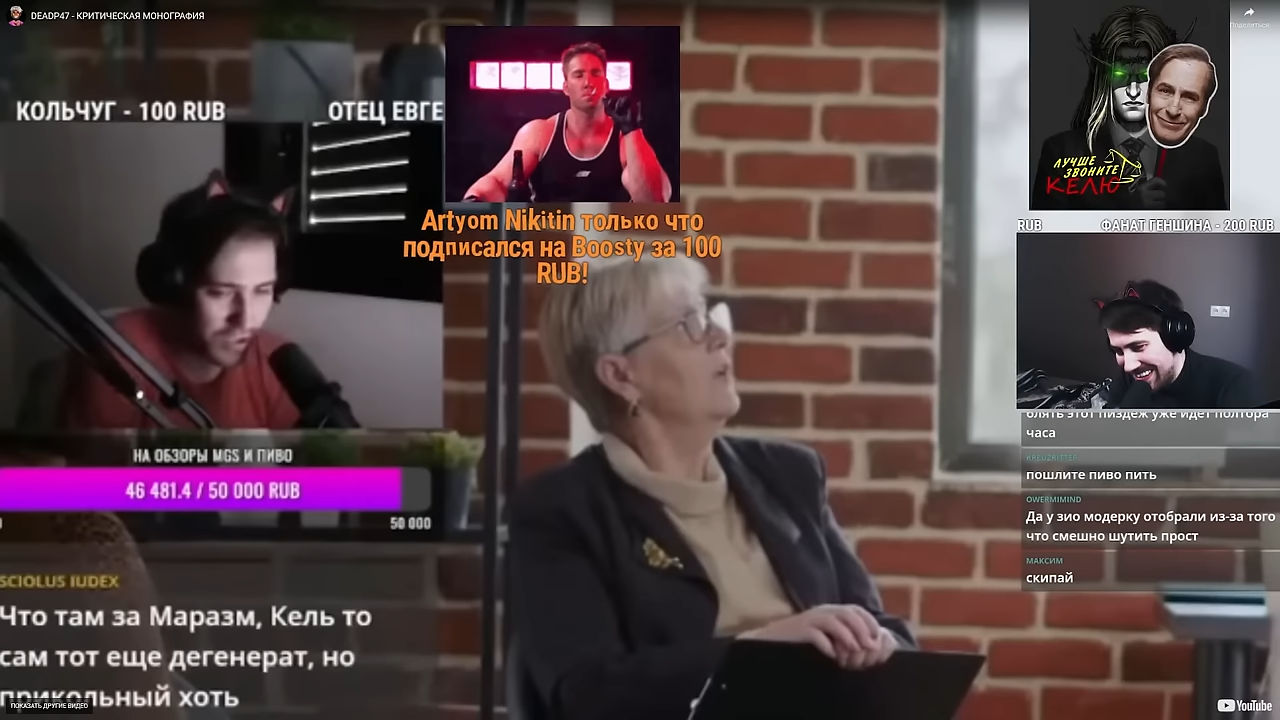 DEADP47 - КРИТИЧЕСКАЯ МОНОГРАФИЯ
Поделиться
КОЛЬЧУГ - 100 RUB
ОТЕЦ ЕВГЕ
Artyom Nikitin только что
подписался на Boosty за 100
RUB!
ЛУЧШЕ
ЗВОНИТЕ
КЕЛЮ
RUB
ФАНАТ ГЕНШИНА - 200 RUB
НА ОБЗОРЫ MGS И ПИВО
46 481.4 / 50 000 RUB
50 000
SCIOLUS IUDEX
Что там за Маразм, Кель то
сам тот еще дегенерат, но
прикольный хоть
ПОКАЗАТЬ ДРУГИЕ ВИДЕО
блять этот пиздеж уже идет полтора
часа
KREUZRITTER
пошлите пиво пить
OWERMIMIND
Да у зио модерку отобрали из-за того
что смешно шутить прост
МАКСИМ
скипай
YouTube